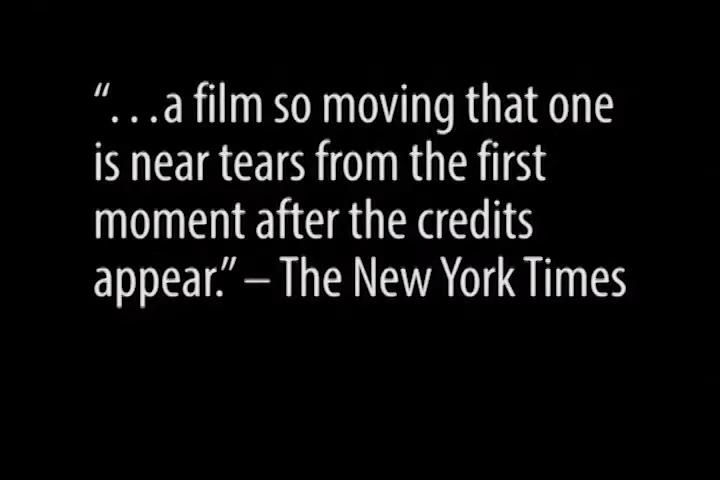 “. . . a film so moving that one
is near tears from the first
moment after the credits
appear.” – The New York Times